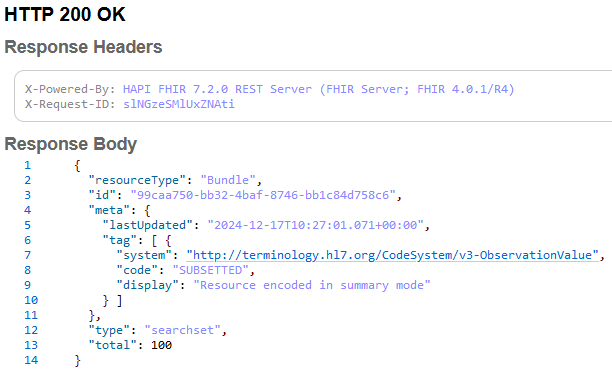 HTTP 200 OK
Response Headers
X-Powered-By: HAPI FHIR 7.2.0 REST Server (FHIR Server; FHIR 4.0.1/R4)
X-Request-ID: slNGzeSMlUxZNAti
Response Body
1 {
2 "resourceType": "Bundle",
3 "id": "99caa750-bb32-4baf-8746-bb1c84d758c6",
4 "meta": {
5 "lastUpdated": "2024-12-17T10:27:01.071+00:00",
6 "tag": [ {
7 "system": "http://terminology.hl7.org/CodeSystem/v3-ObservationValue",
8 "code": "SUBSETTED",
9 "display": "Resource encoded in summary mode"
10 } ]
11 },
12 "type": "searchset",
13 "total": 100
14 }